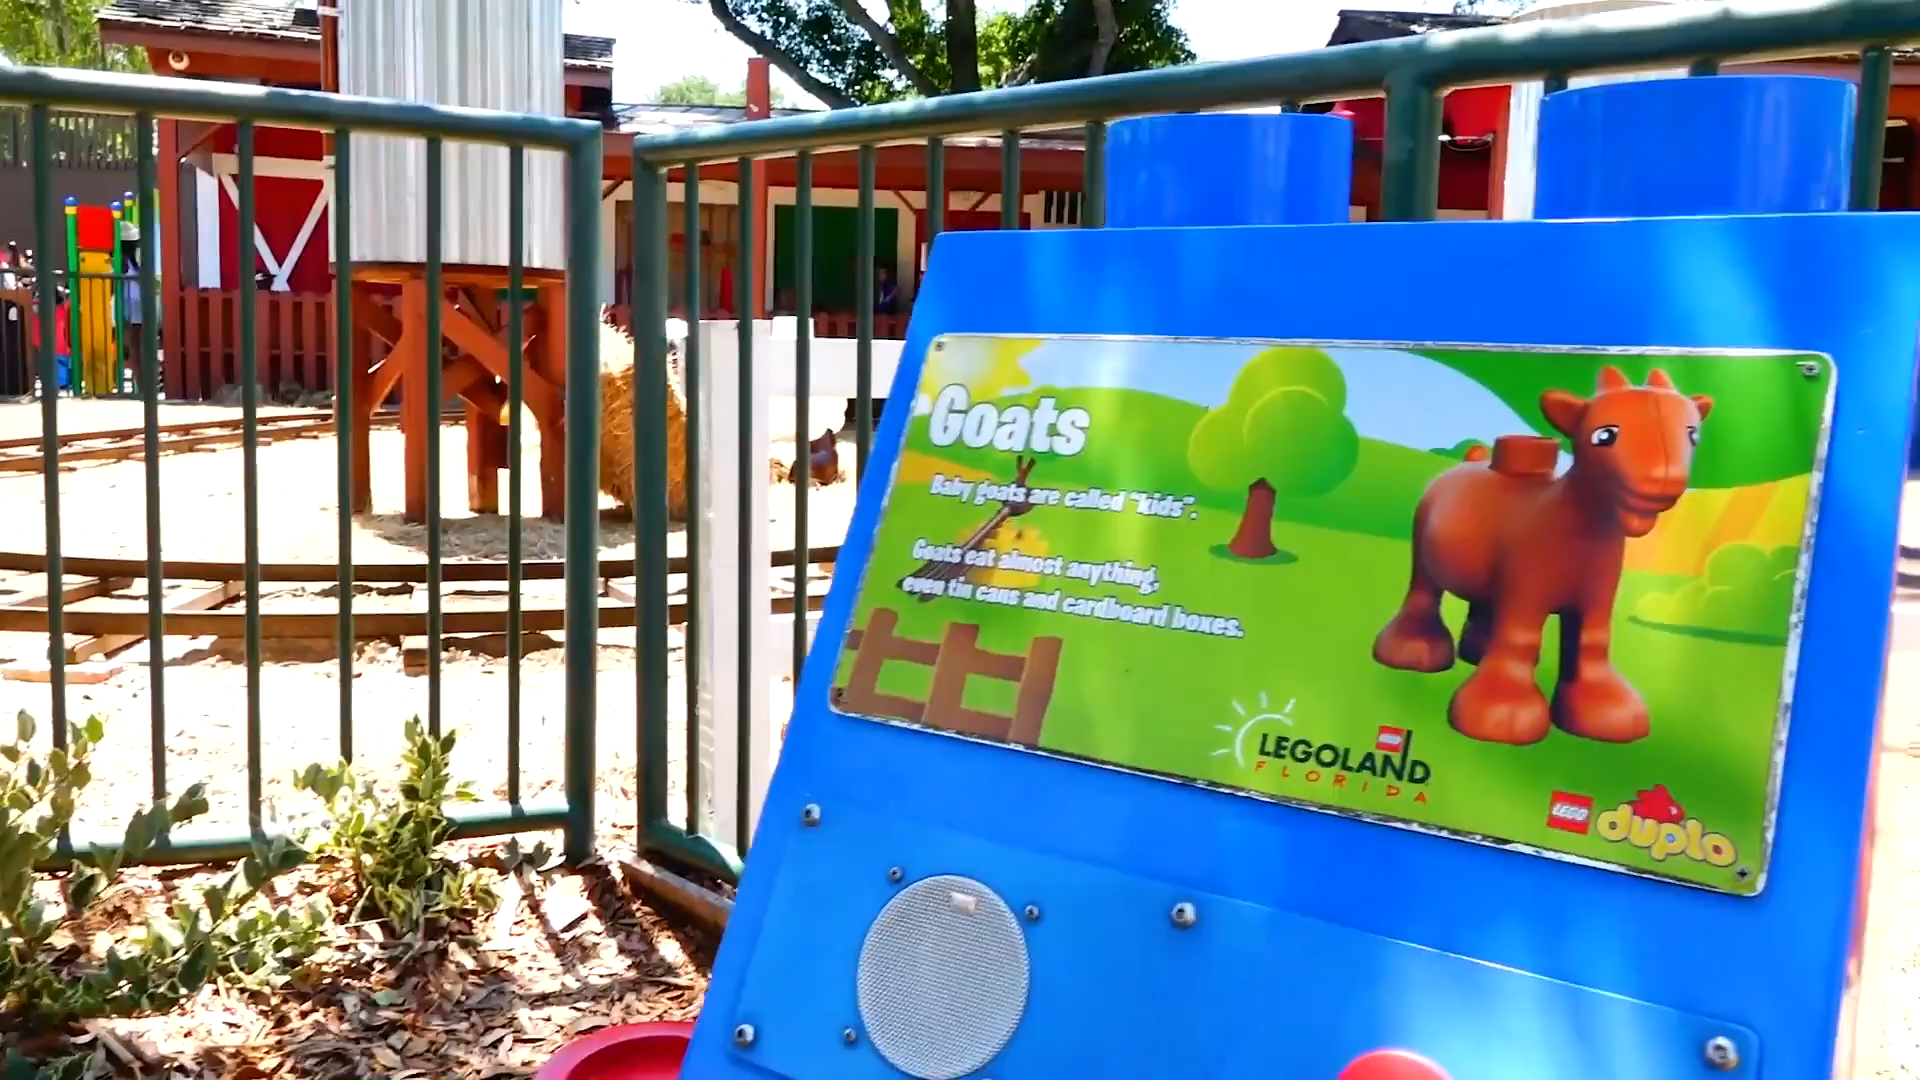 Goats
Baby goats are called "kids".
Goats eat almost anything,
even tin cans and cardboard boxes.
LEGO
LEGOLAND
FLORIDA
LEGO duplo